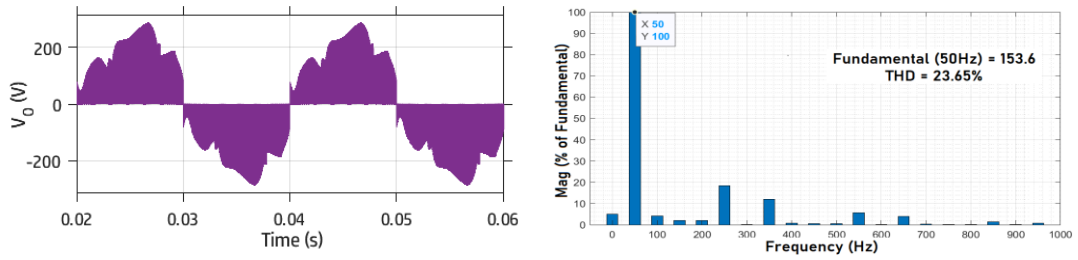 V₀ (V)
200
0
-200
0.02 0.03 0.04 0.05 0.06
Time (s)
Mag (% of Fundamental)
100
90
80
70
60
50
40
30
20
10
0
X 50
Y 100
Fundamental (50Hz) = 153.6
THD = 23.65%
0 100 200 300 400 500 600 700 800 900 1000
Frequency (Hz)